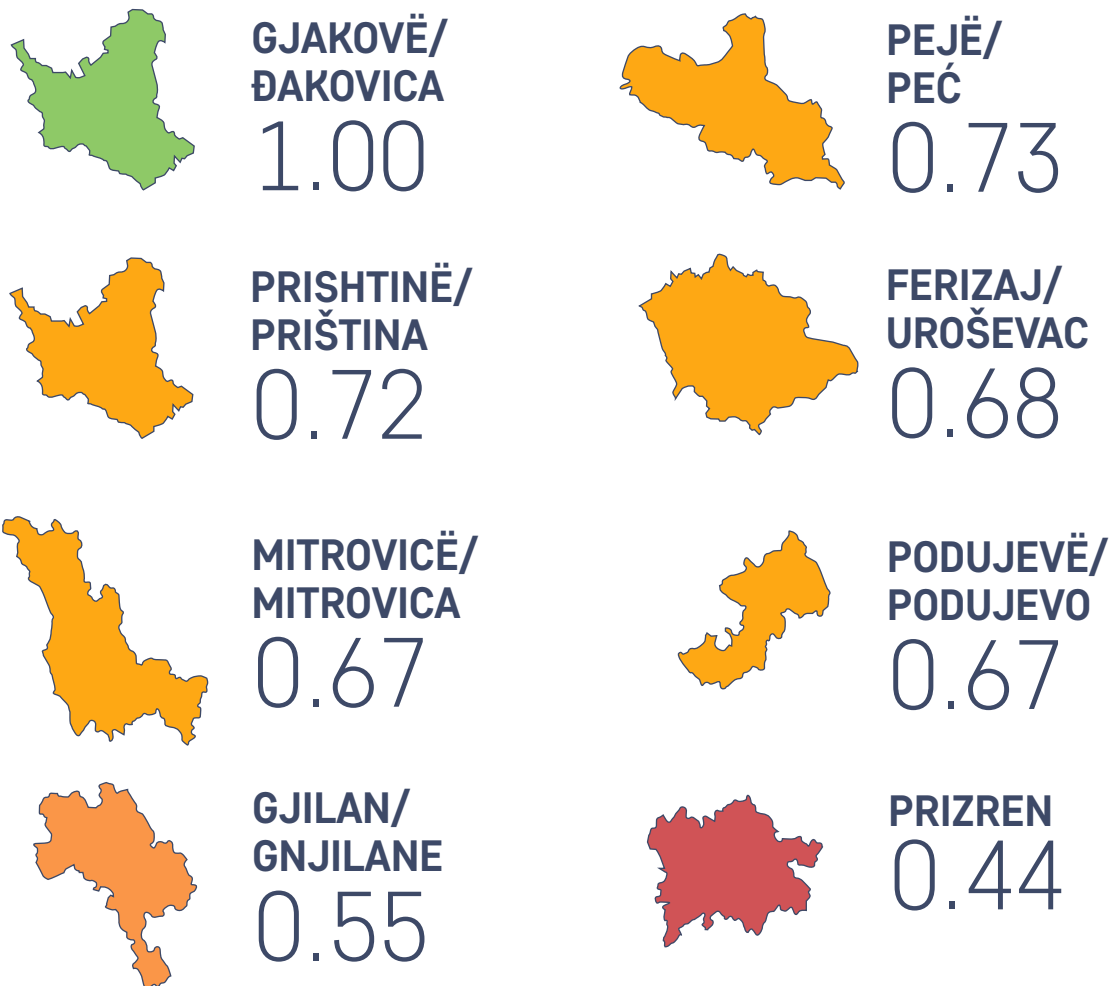 GJAKOVË/
ĐAKOVICA
1.00
PEJË/
PEĆ
0.73
PRISHTINË/
PRIŠTINA
0.72
FERIZAJ/
UROŠEVAC
0.68
MITROVICË/
MITROVICA
0.67
PODUJEVË/
PODUJEVO
0.67
GJILAN/
GNJILANE
0.55
PRIZREN
0.44